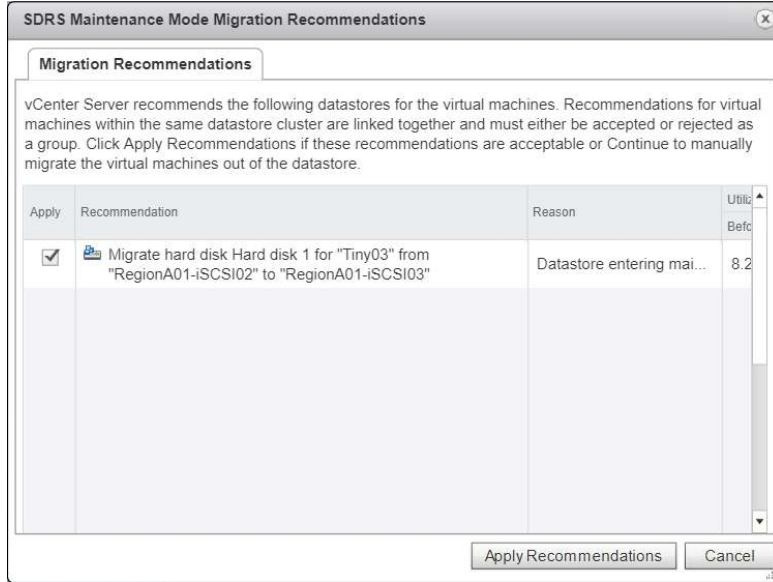 SDRS Maintenance Mode Migration Recommendations
Migration Recommendations
vCenter Server recommends the following datastores for the virtual machines. Recommendations for virtual
machines within the same datastore cluster are linked together and must either be accepted or rejected as
a group. Click Apply Recommendations if these recommendations are acceptable or Continue to manually
migrate the virtual machines out of the datastore.
Apply Recommendation Reason Utiliz
Befo
Migrate hard disk Hard disk 1 for "Tiny03" from
"RegionA01-iSCSI02" to "RegionA01-iSCSI03"
Datastore entering mai... 8.2
Apply Recommendations Cancel